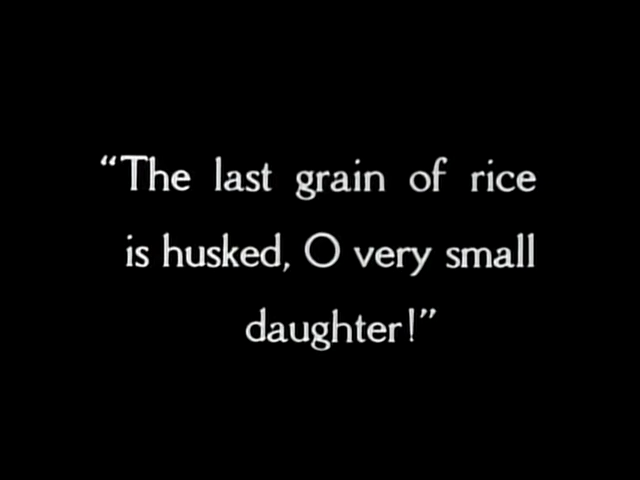 “The last grain of rice
is husked, O very small
daughter!”